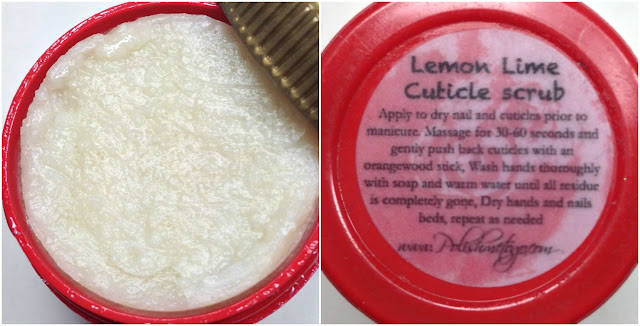 Lemon Lime
Cuticle scrub
Apply to dry nail and cuticles prior to
manicure. Massage for 30-60 seconds and
gently push back cuticles with an
orangewood stick, Wash hands thoroughly
with soap and warm water until all residue
is completely gone, Dry hands and nails
beds, repeat as needed
www.